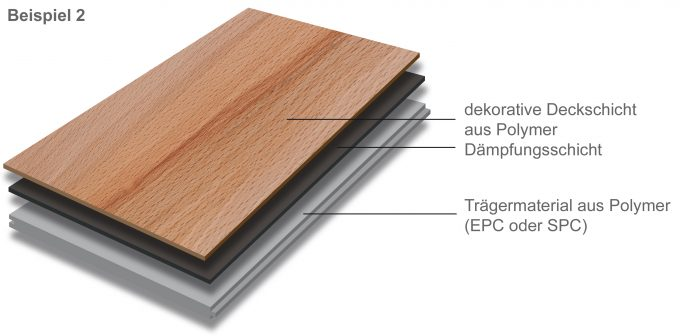 Beispiel 2
dekorative Deckschicht
aus Polymer
Dämpfungsschicht
Trägermaterial aus Polymer
(EPC oder SPC)